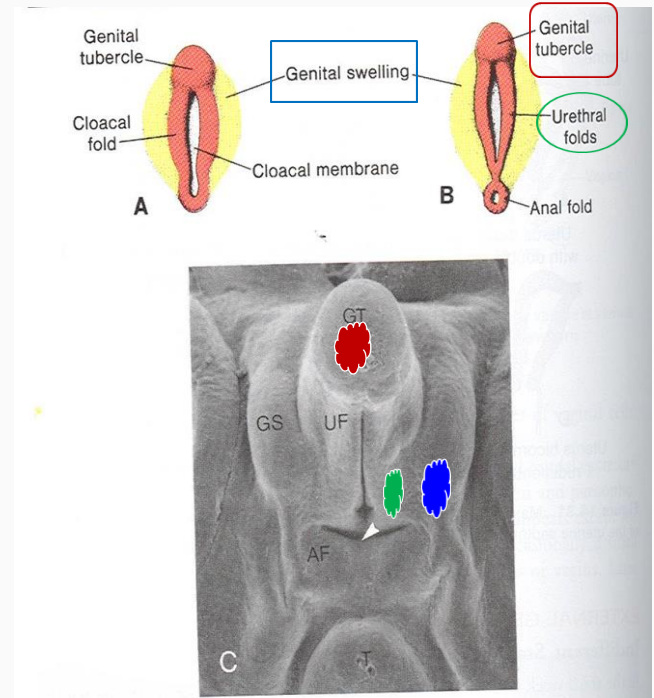 Genital
tubercle
Cloacal
fold
Genital swelling
Cloacal membrane
A
Genital
tubercle
Urethral
folds
Anal fold
B
GT
GS
UF
AF
C
T